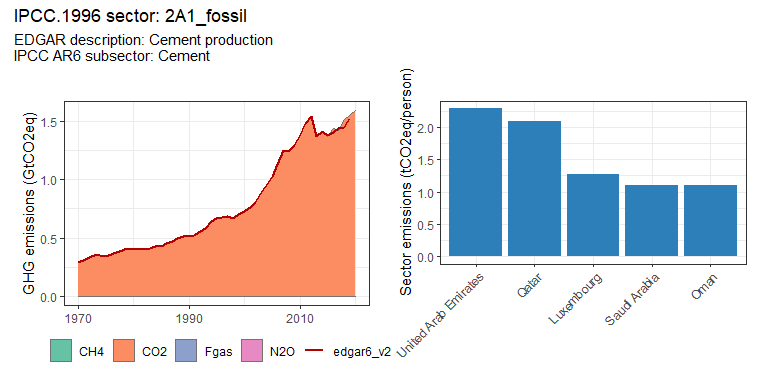 IPCC.1996 sector: 2A1_fossil
EDGAR description: Cement production
IPCC AR6 subsector: Cement
GHG emissions (GtCO2eq)
1.5
1.0
0.5
0.0
1970
1990
2010
CH4
CO2
Fgas
N2O
edgar6_v2
Sector emissions (tCO2eq/person)
2.0
1.5
1.0
0.5
0.0
United Arab Emirates
Qatar
Luxembourg
Saudi Arabia
Oman